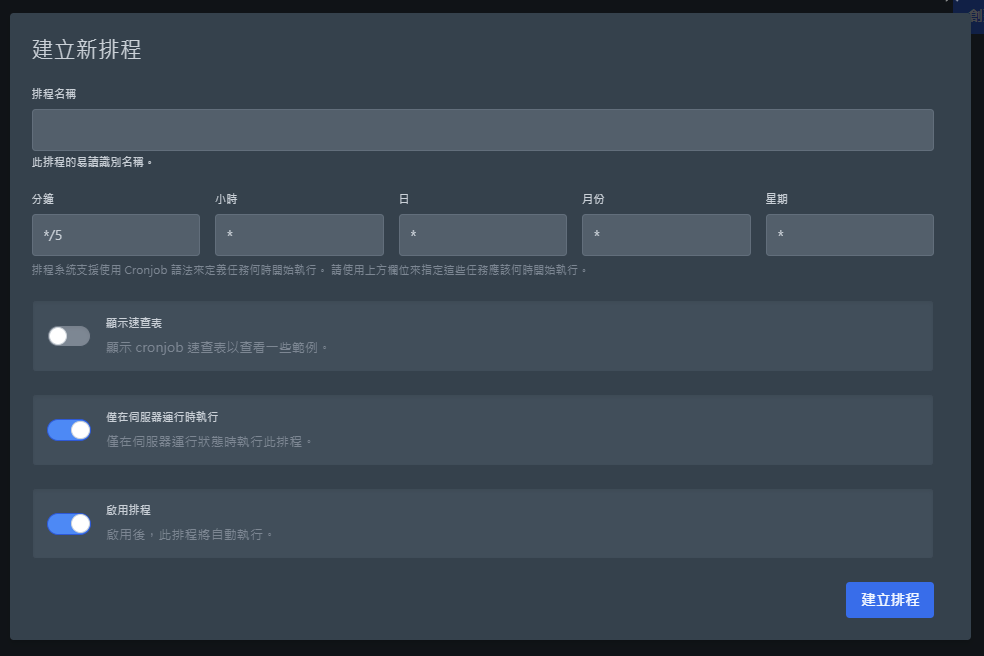 創
建立新排程
排程名稱
此排程的易讀識別名稱。
分鐘 小時 日 月份 星期
*/5 * * * *
排程系統支援使用 Cronjob 語法來定義任務何時開始執行。 請使用上方欄位來指定這些任務應該何時開始執行。
顯示速查表
顯示 cronjob 速查表以查看一些範例。
僅在伺服器運行時執行
僅在伺服器運行狀態時執行此排程。
啟用排程
啟用後，此排程將自動執行。
建立排程